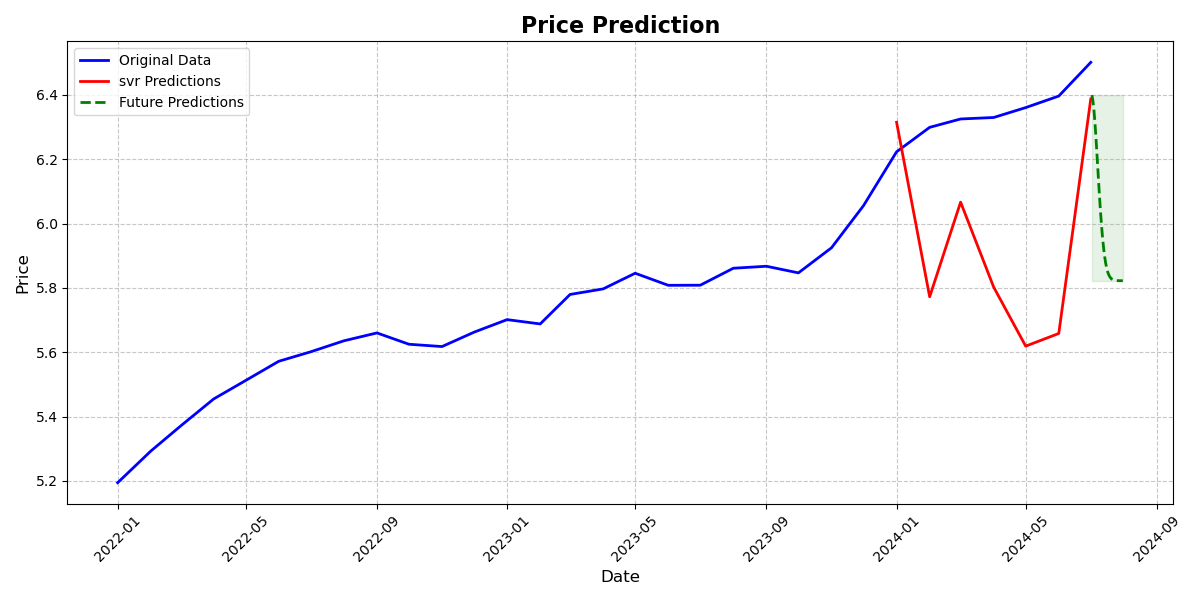 Price Prediction
Original Data
svr Predictions
Future Predictions
Price
6.4
6.2
6.0
5.8
5.6
5.4
5.2
2022-01
2022-05
2022-09
2023-01
2023-05
2023-09
2024-01
2024-05
2024-09
Date